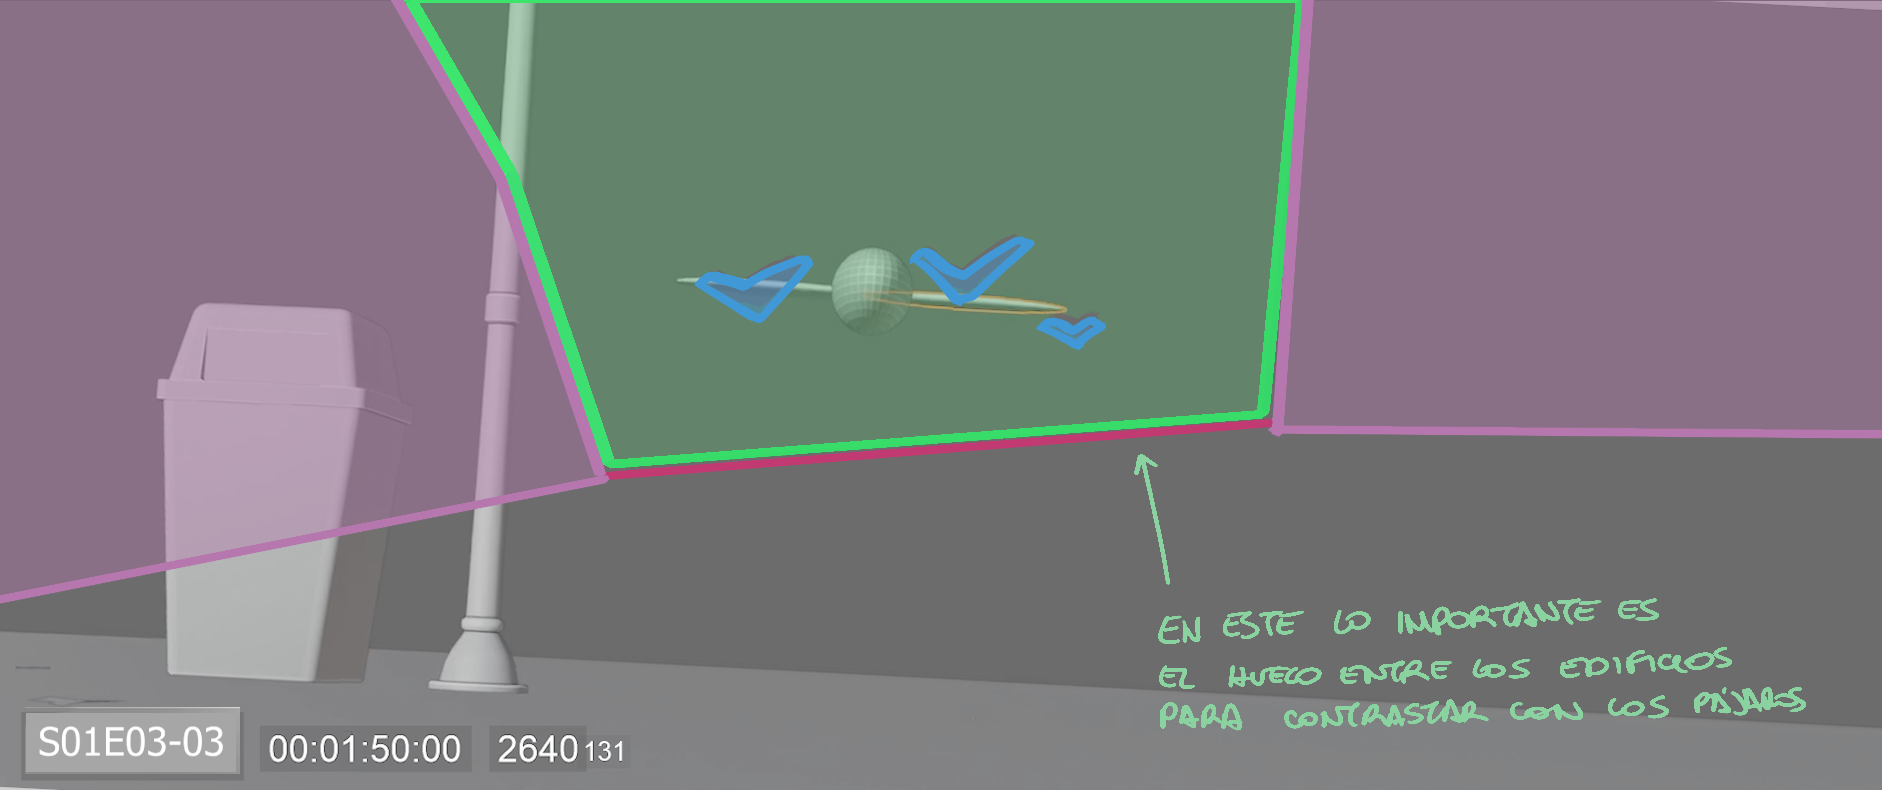 EN ESTE LO IMPORTANTE ES
EL HUECO ENTRE LOS EDIFICIOS
PARA CONTRASTAR CON LOS PÁJAROS
S01E03-03
00:01:50:00
2640 131